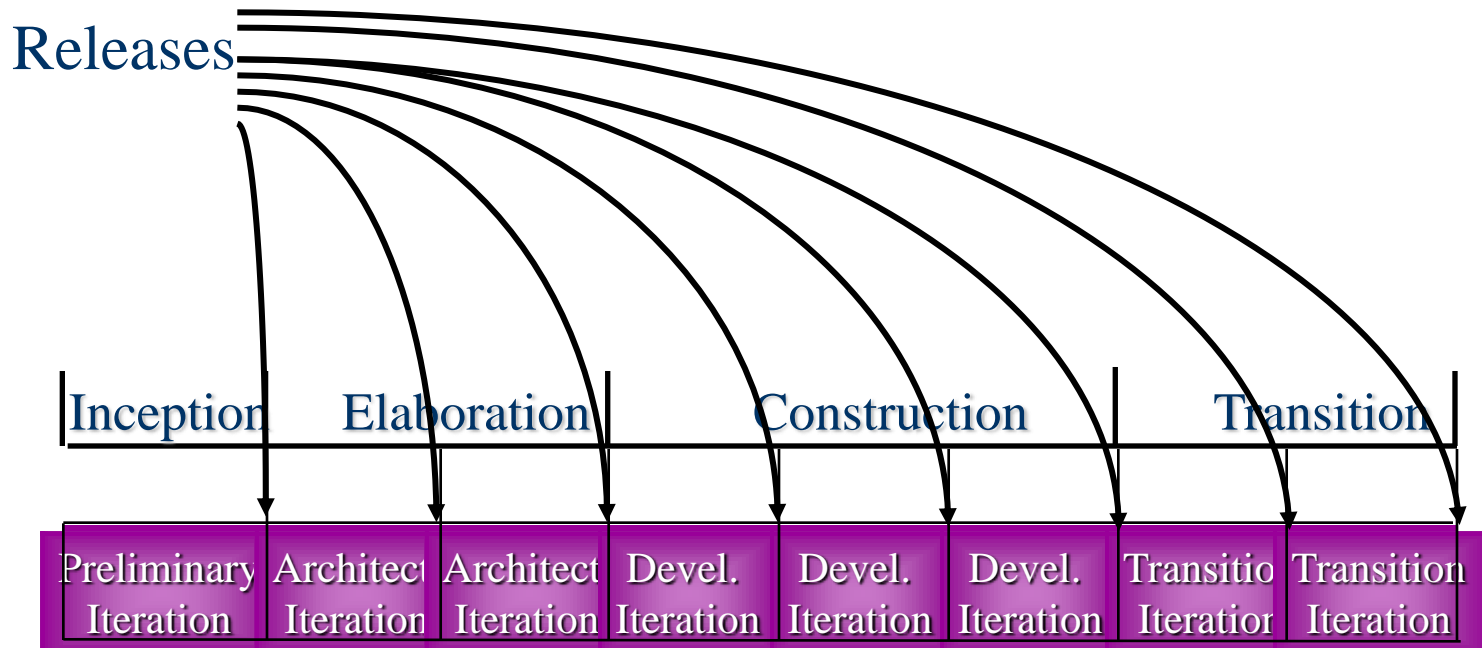 Releases
Inception Elaboration Construction Transition
Preliminary Architect Architect Devel. Devel. Devel. Transitio Transition
Iteration Iteration Iteration Iteration Iteration Iteration Iteration Iteration